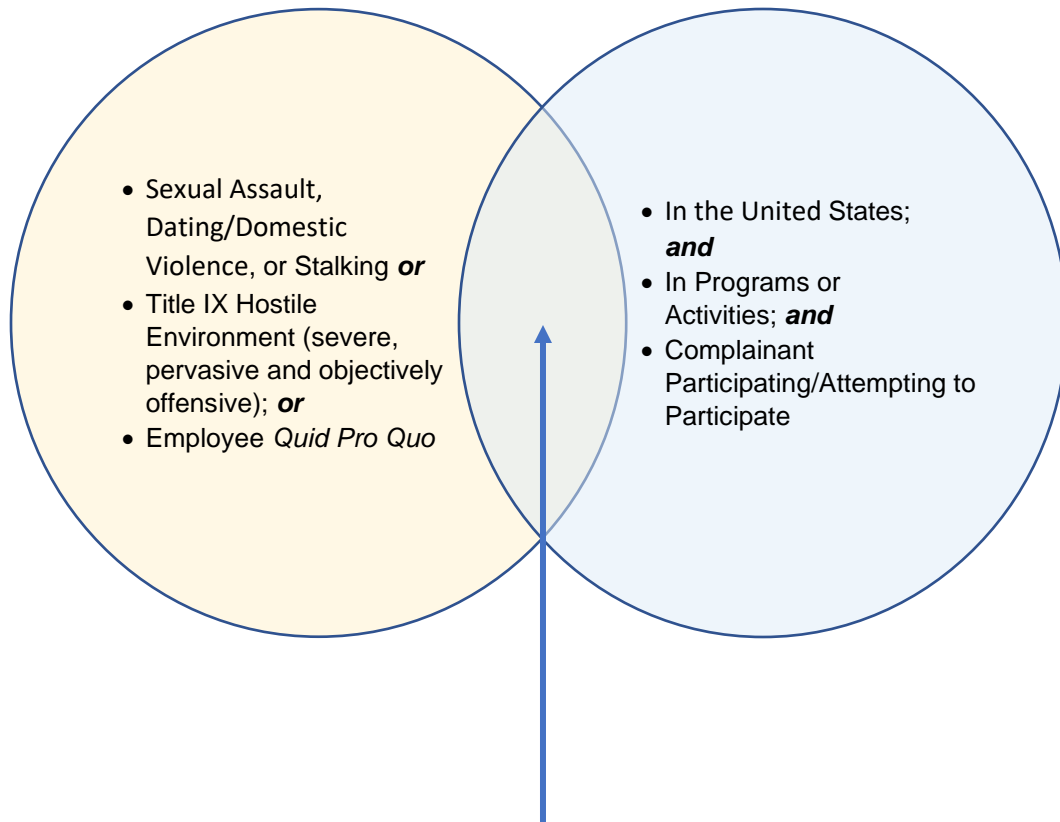 • Sexual Assault,
Dating/Domestic
Violence, or Stalking or
• Title IX Hostile
Environment (severe,
pervasive and objectively
offensive); or
• Employee Quid Pro Quo
• In the United States;
and
• In Programs or
Activities; and
• Complainant
Participating/Attempting to
Participate